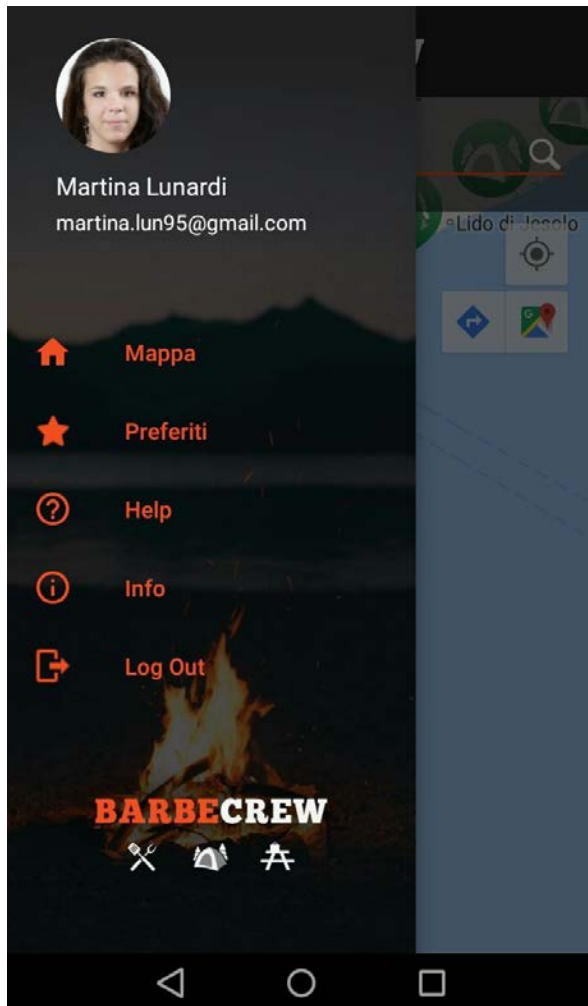 Martina Lunardi
martina.lun95@gmail.com
Lido di Jesolo
Mappa
Preferiti
Help
Info
Log Out
BARBECREW